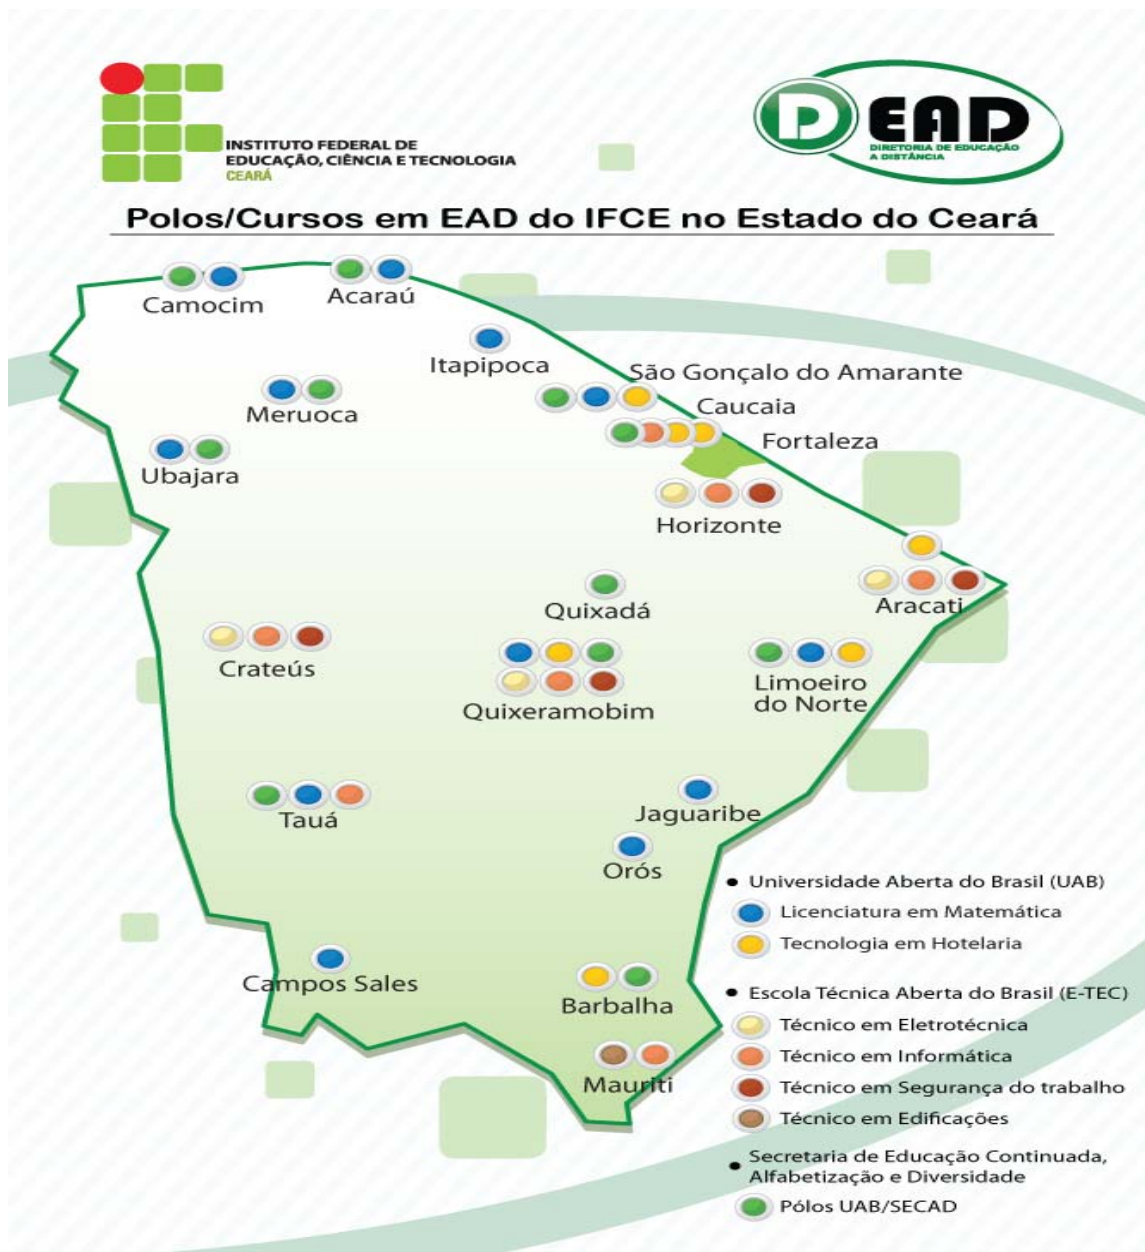 INSTITUTO FEDERAL DE
EDUCAÇÃO, CIÊNCIA E TECNOLOGIA
CEARÁ
D EAD
DIRETORIA DE EDUCAÇÃO
A DISTÂNCIA
Polos/Cursos em EAD do IFCE no Estado do Ceará
Camocim
Acaraú
Itapipoca
São Gonçalo do Amarante
Meruoca
Caucaia
Fortaleza
Ubajara
Horizonte
Quixadá
Aracati
Crateús
Limoeiro
do Norte
Quixeramobim
Tauá
Jaguaribe
Orós
Campos Sales
Barbalha
Mauriti
• Universidade Aberta do Brasil (UAB)
Licenciatura em Matemática
Tecnologia em Hotelaria
• Escola Técnica Aberta do Brasil (E-TEC)
Técnico em Eletrotécnica
Técnico em Informática
Técnico em Segurança do trabalho
Técnico em Edificações
• Secretaria de Educação Continuada,
Alfabetização e Diversidade
Pólos UAB/SECAD